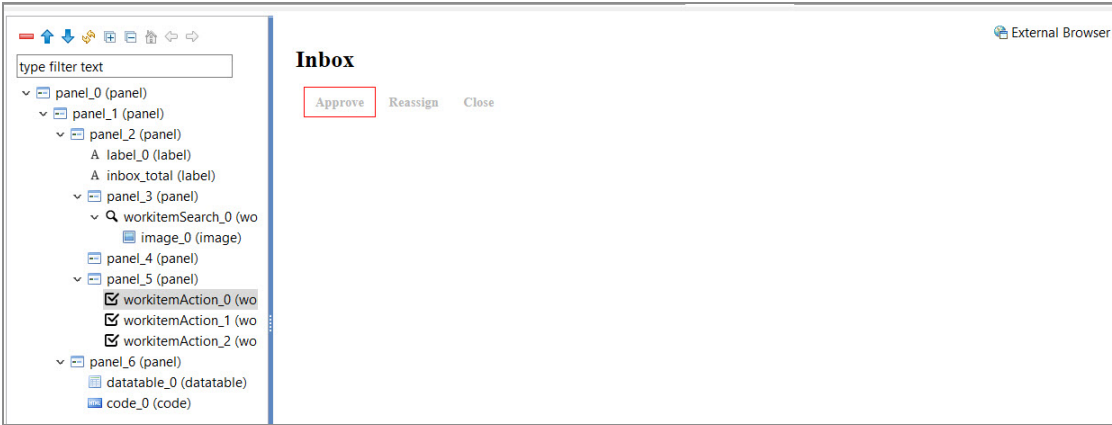 External Browser
type filter text
panel_0 (panel)
panel_1 (panel)
panel_2 (panel)
A label_0 (label)
A inbox_total (label)
panel_3 (panel)
workitemSearch_0 (wo
image_0 (image)
panel_4 (panel)
panel_5 (panel)
workitemAction_0 (wo
workitemAction_1 (wo
workitemAction_2 (wo
panel_6 (panel)
datatable_0 (datatable)
code_0 (code)
Inbox
Approve Reassign Close